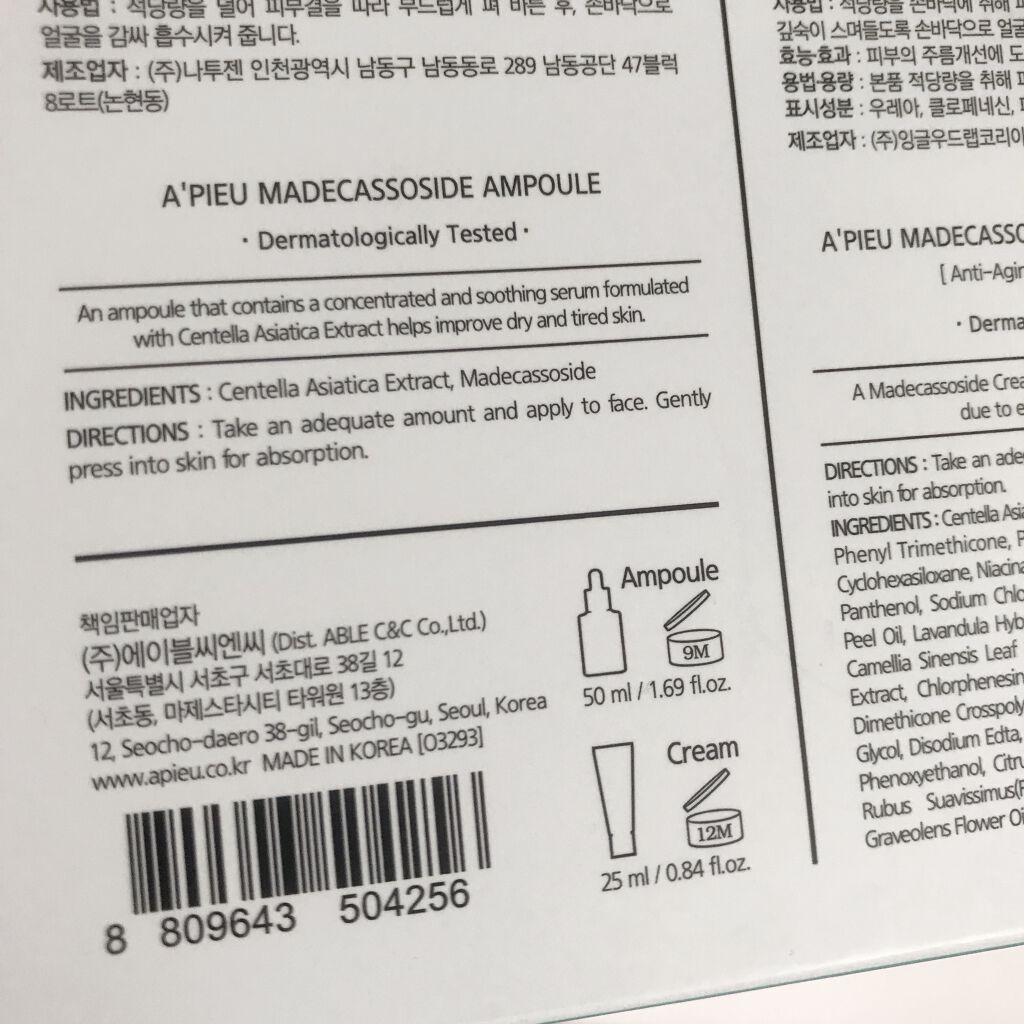 사용법 : 적당량을 덜어 피부결을 따라 부드럽게 펴 바른 후, 손바닥으로
얼굴을 감싸 흡수시켜 줍니다.
제조업자 : (주)나투젠 인천광역시 남동구 남동동로 289 남동공단 47블럭
8로트(논현동)
A'PIEU MADECASSOSIDE AMPOULE
· Dermatologically Tested ·
An ampoule that contains a concentrated and soothing serum formulated
with Centella Asiatica Extract helps improve dry and tired skin.
INGREDIENTS : Centella Asiatica Extract, Madecassoside
DIRECTIONS : Take an adequate amount and apply to face. Gently
press into skin for absorption.
책임판매업자
(주)에이블씨엔씨 (Dist. ABLE C&C Co.,Ltd.)
서울특별시 서초구 서초대로 38길 12
(서초동, 마제스타시티 타워원 13층)
12, Seocho-daero 38-gil, Seocho-gu, Seoul, Korea
www.apieu.co.kr MADE IN KOREA [03293]
8 809643 504256
Ampoule
9M
50 ml / 1.69 fl.oz.
Cream
12M
25 ml / 0.84 fl.oz.
사용법 : 적당량을 손바닥에 취해
깊숙이 스며들도록 손바닥으로 얼굴
효능·효과 : 피부의 주름개선에 도
용법·용량 : 본품 적당량을 취해
표시성분 : 우레아, 클로페네신,
제조업자 : (주)잉글우드랩코리아
A'PIEU MADECASSO
[ Anti-Agin
· Derma
A Madecassoside Crea
due to e
DIRECTIONS : Take an ade
into skin for absorption.
INGREDIENTS : Centella Asia
Phenyl Trimethicone, P
Cyclohexasiloxane, Niacina
Panthenol, Sodium Chlo
Peel Oil, Lavandula Hyb
Camellia Sinensis Leaf
Extract, Chlorphenesin
Dimethicone Crosspoly
Glycol, Disodium Edta,
Phenoxyethanol, Citru
Rubus Suavissimus(R
Graveolens Flower Oi